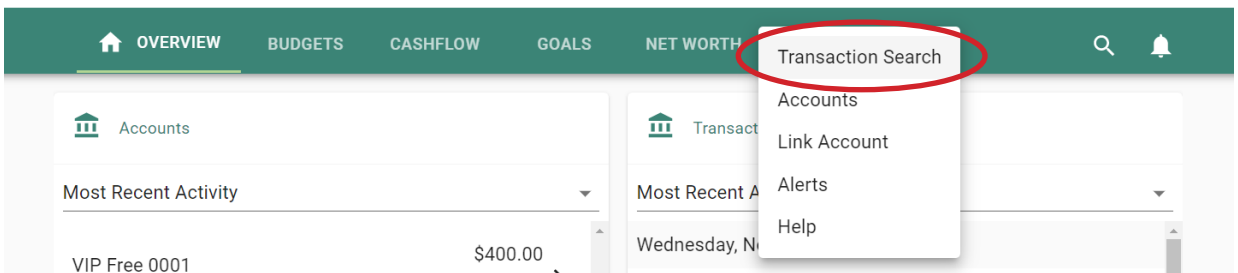 OVERVIEW BUDGETS CASHFLOW GOALS NET WORTH
Transaction Search
Accounts
Link Account
Alerts
Help
Accounts
Most Recent Activity
VIP Free 0001 $400.00
Transact
Most Recent A
Wednesday, N